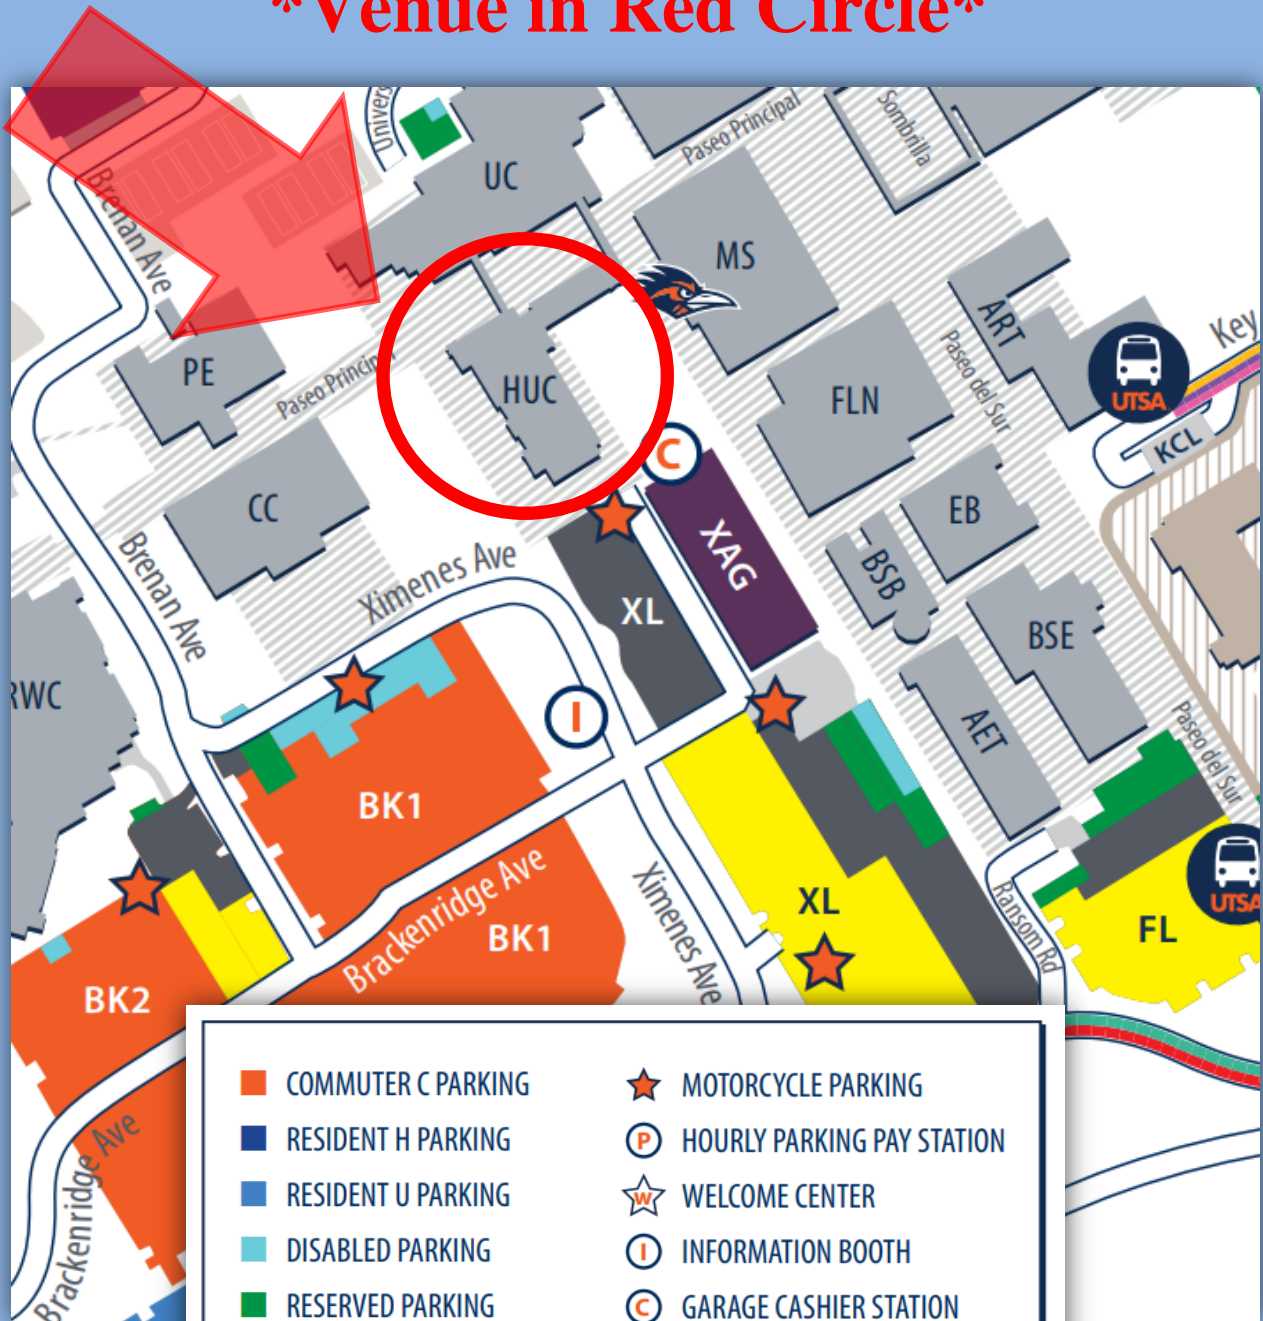 *Venue in Red Circle*
Paseo Principal
Sombrilla
UC
MS
Brenan Ave
ART
Key
UTSA
PE
Paseo Principal
HUC
FLN
Paseo del Sur
KCL
C
CC
EB
XAG
BSB
Ximenes Ave
Brenan Ave
XL
BSE
RWC
I
AET
Paseo del Sur
BK1
Brackenridge Ave
Ximenes Ave
XL
Ransom Rd
FL
UTSA
BK1
BK2
Brackenridge Ave
COMMUTER C PARKING
RESIDENT H PARKING
RESIDENT U PARKING
DISABLED PARKING
RESERVED PARKING
MOTORCYCLE PARKING
P HOURLY PARKING PAY STATION
W WELCOME CENTER
I INFORMATION BOOTH
C GARAGE CASHIER STATION